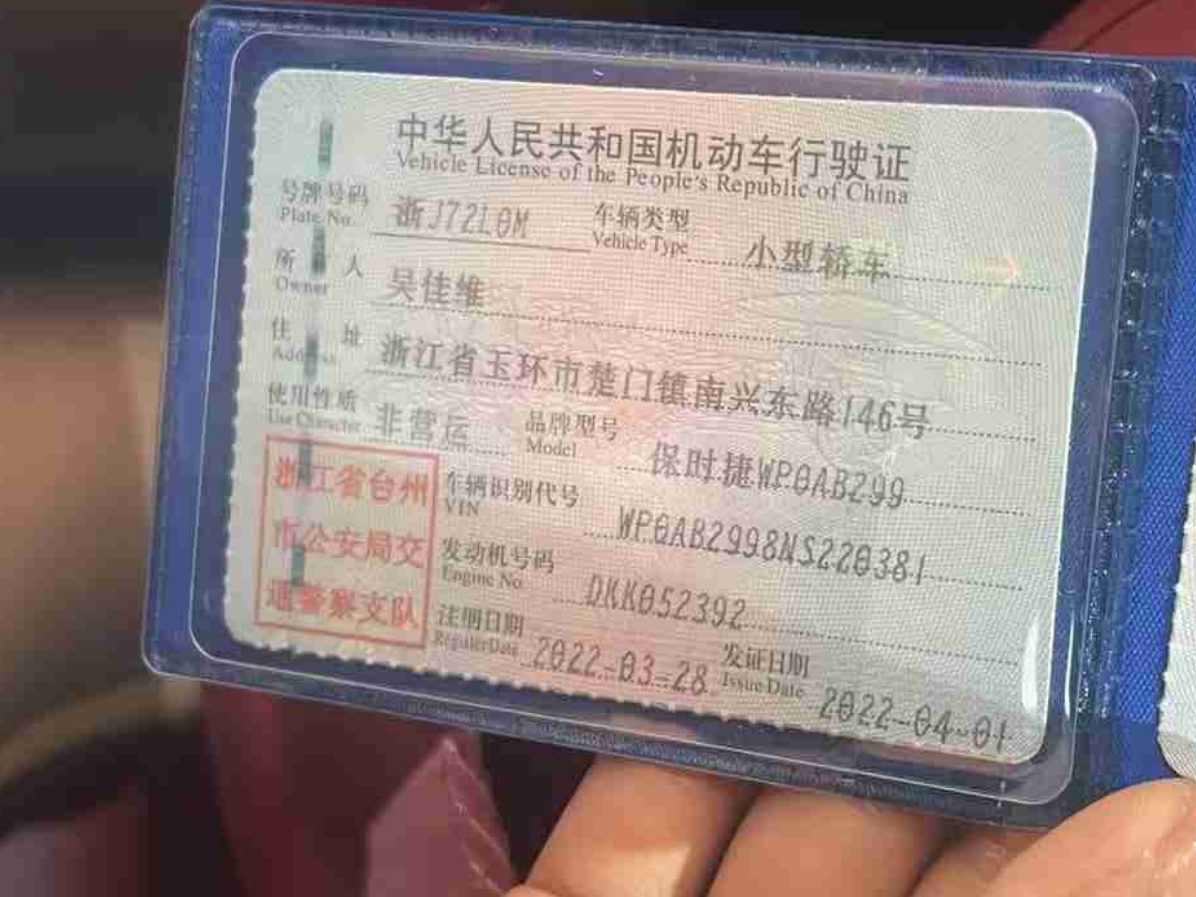 中华人民共和国机动车行驶证
Vehicle License of the People's Republic of China
号牌号码 浙J72L0M 车辆类型 小型轿车
Plate No. Vehicle Type
所有人 吴佳维
Owner
住址 浙江省玉环市楚门镇南兴东路146号
Address
使用性质 非营运 品牌型号 保时捷WP0AB299
Use Character Model
浙江省台州
市公安局交
通警察支队
车辆识别代号 WP0AB2998NS220381
VIN
发动机号码 DKK052392
Engine No.
注册日期 2022-03-28 发证日期 2022-04-01
Register Date Issue Date